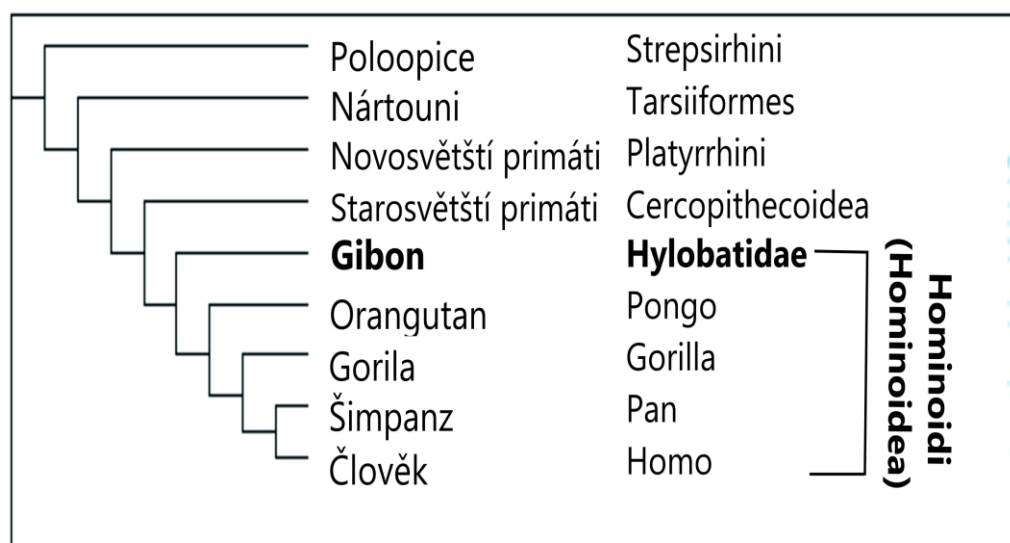 Poloopice Strepsirhini
Nártouni Tarsiiformes
Novosvětští primáti Platyrrhini
Starosvětští primáti Cercopithecoidea
Gibon Hylobatidae
Orangutan Pongo
Gorila Gorilla
Šimpanz Pan
Člověk Homo
Hominoidi
(Hominoidea)